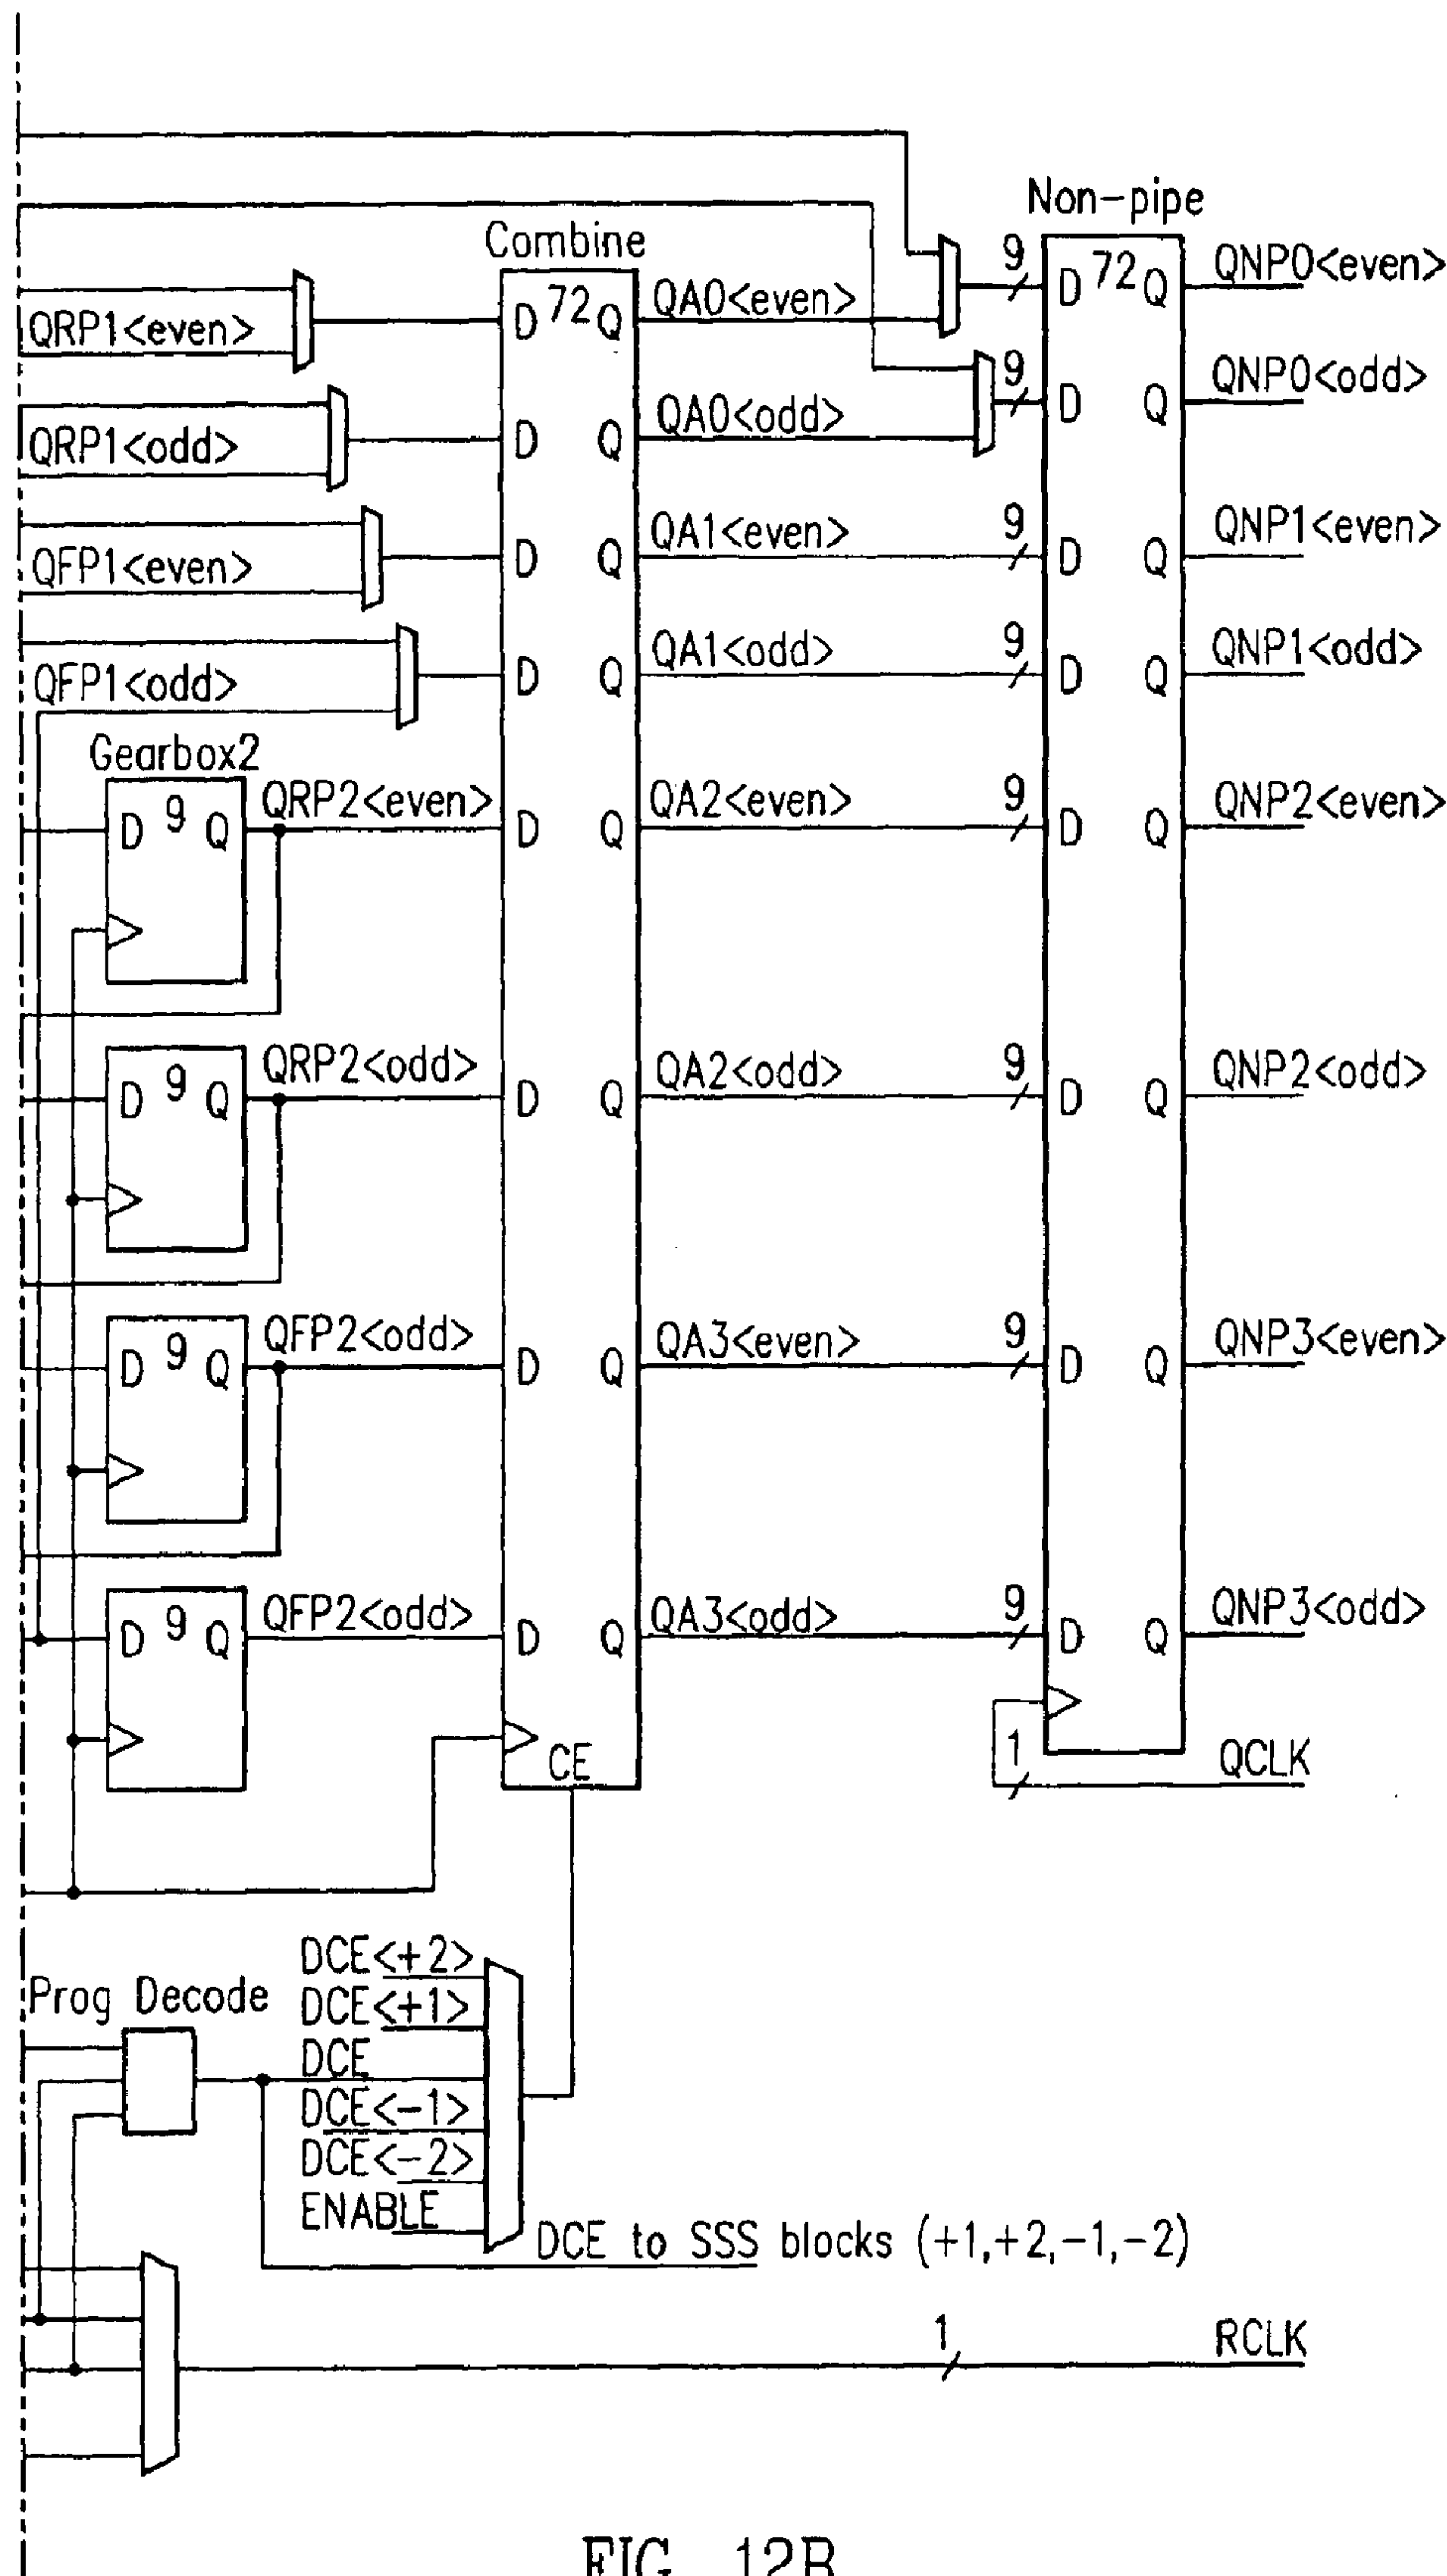 Non-pipe
Combine
9
D 72 Q
QNP0<even>
D 72 Q
QA0<even>
QRP1<even>
9
D Q
QNP0<odd>
QRP1<odd>
D Q
QA0<odd>
QFP1<even>
D Q
QA1<even>
9
D Q
QNP1<even>
QFP1<odd>
D Q
QA1<odd>
9
D Q
QNP1<odd>
Gearbox2
D 9 Q
QRP2<even>
D Q
QA2<even>
9
D Q
QNP2<even>
D 9 Q
QRP2<odd>
D Q
QA2<odd>
9
D Q
QNP2<odd>
D 9 Q
QFP2<odd>
D Q
QA3<even>
9
D Q
QNP3<even>
D 9 Q
QFP2<odd>
D Q
QA3<odd>
9
D Q
QNP3<odd>
CE
1
QCLK
Prog Decode
DCE<+2>
DCE<+1>
DCE
DCE<-1>
DCE<-2>
ENABLE
DCE to SSS blocks (+1,+2,-1,-2)
1
RCLK
FIG. 12B